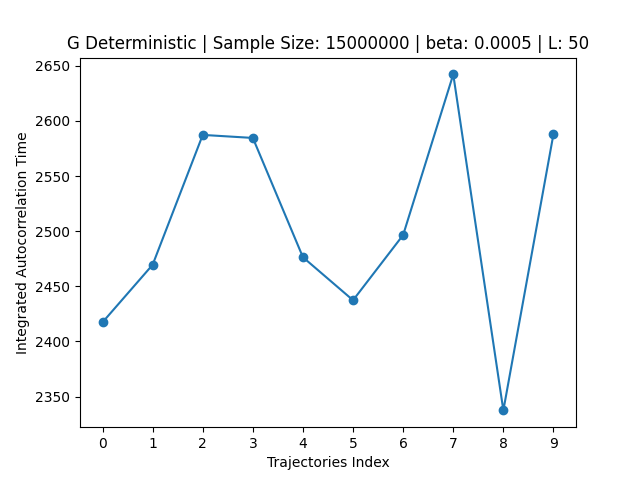 G Deterministic | Sample Size: 15000000 | beta: 0.0005 | L: 50
Integrated Autocorrelation Time
2650
2600
2550
2500
2450
2400
2350
0 1 2 3 4 5 6 7 8 9
Trajectories Index